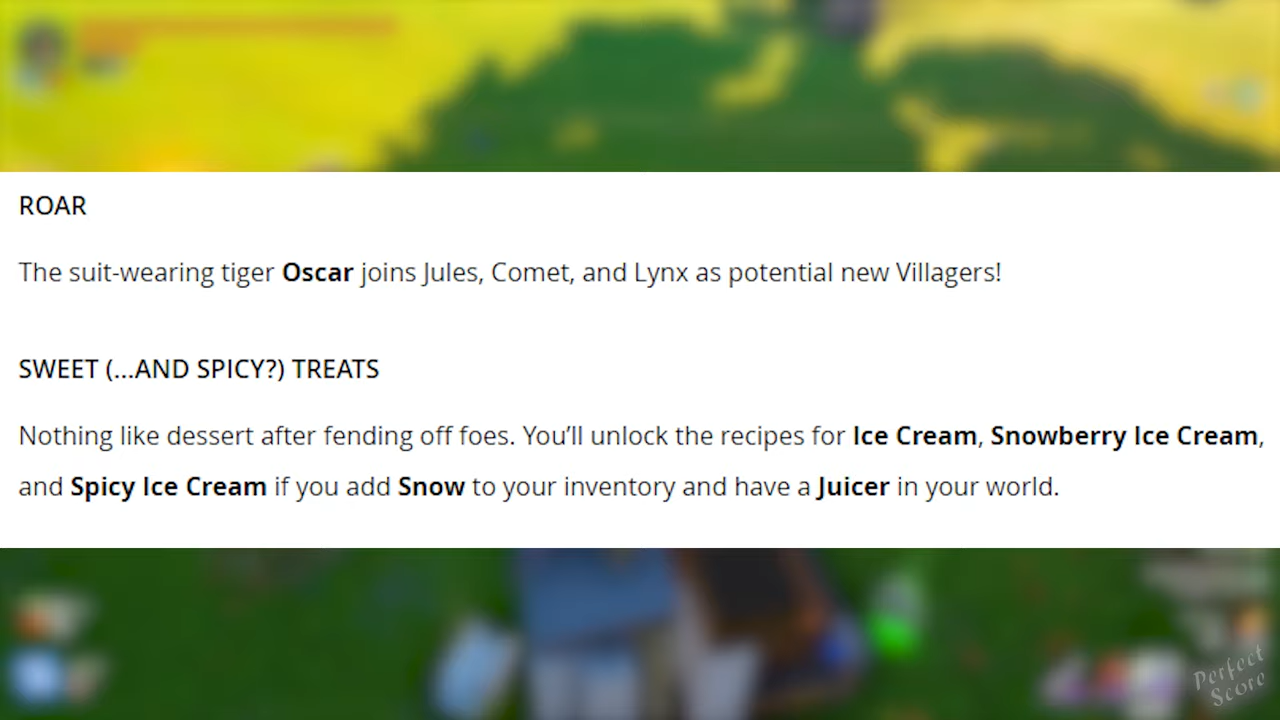 ROAR
The suit-wearing tiger Oscar joins Jules, Comet, and Lynx as potential new Villagers!
SWEET (...AND SPICY?) TREATS
Nothing like dessert after fending off foes. You’ll unlock the recipes for Ice Cream, Snowberry Ice Cream,
and Spicy Ice Cream if you add Snow to your inventory and have a Juicer in your world.
Perfect
Score